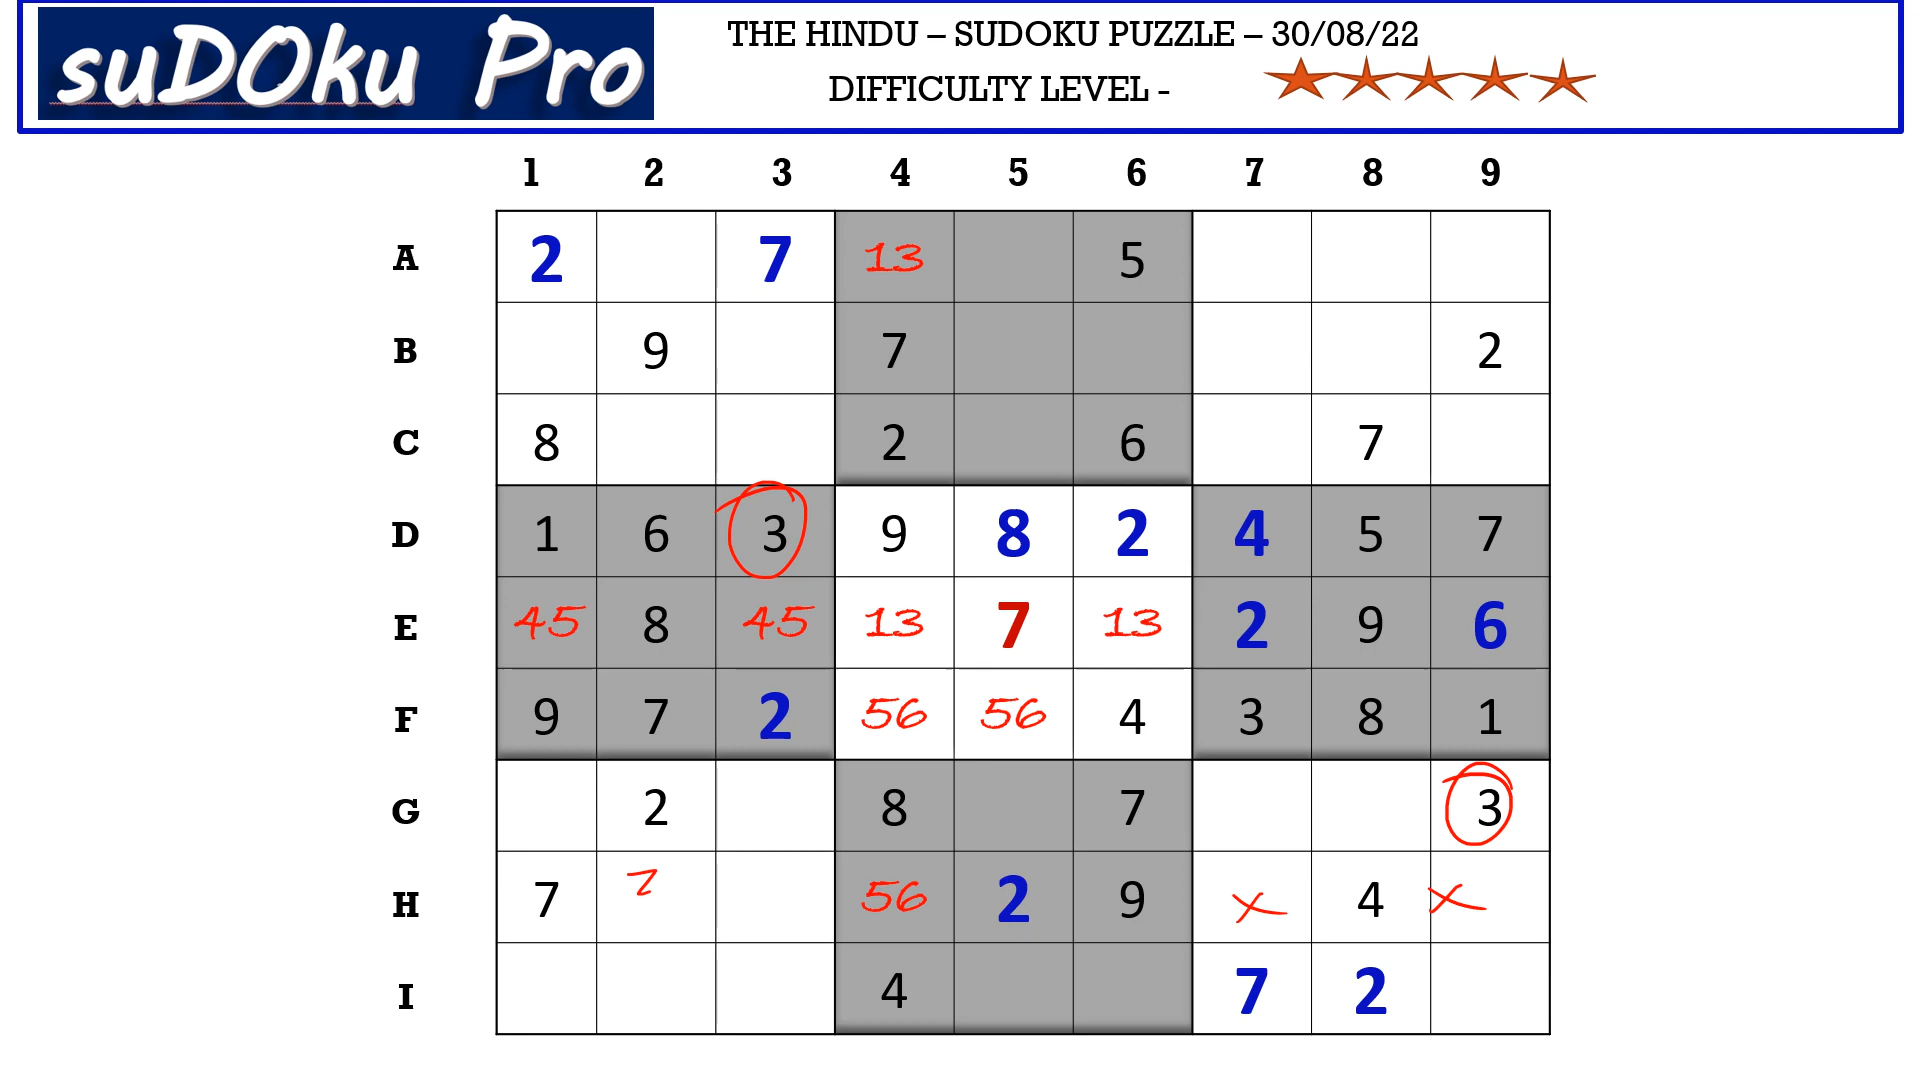 suDOku Pro
THE HINDU – SUDOKU PUZZLE – 30/08/22
DIFFICULTY LEVEL -
1 2 3 4 5 6 7 8 9
A 2 7 13 5
B 9 7 2
C 8 2 6 7
D 1 6 3 9 8 2 4 5 7
E 45 8 45 13 7 13 2 9 6
F 9 7 2 56 56 4 3 8 1
G 2 8 7 3
H 7 56 2 9 x 4 x
I 4 7 2